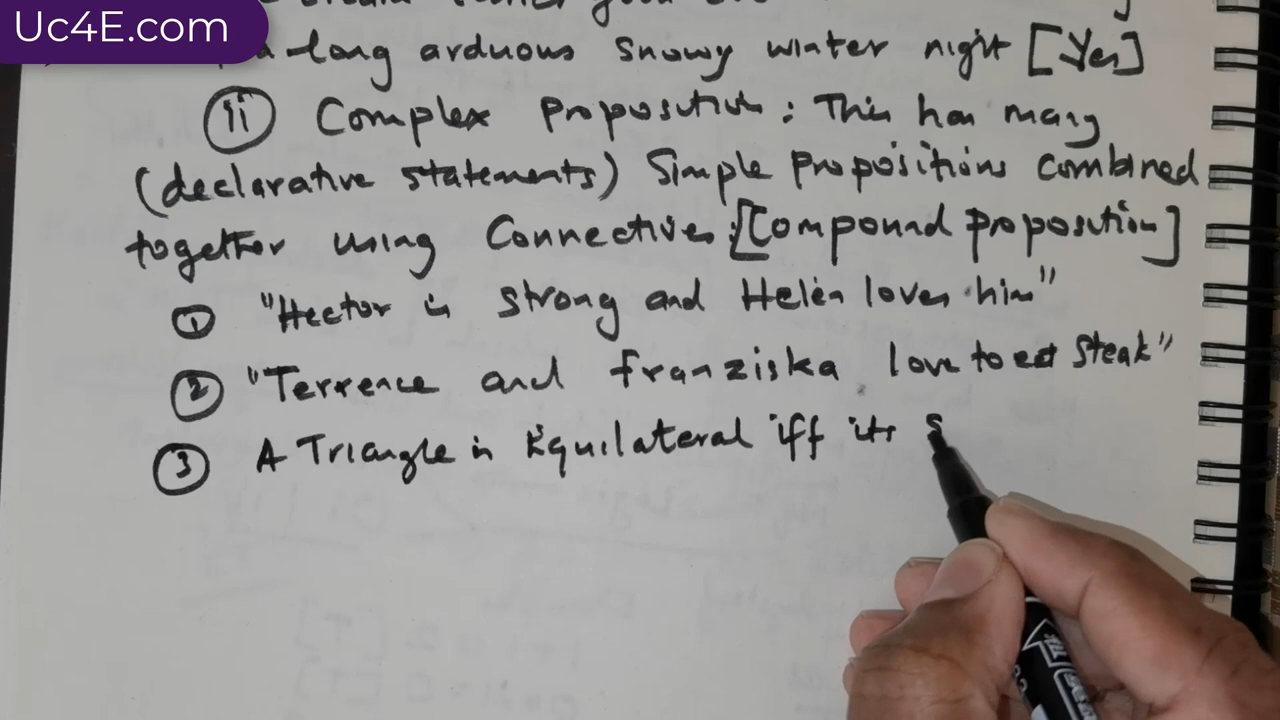 Uc4E.com
long arduous snowy winter night [Yes]
(ii) Complex Proposition: This has many
(declarative statements) Simple Propositions combined
together using Connectives. [Compound proposition]
① "Hector is strong and Helen loves him"
② "Terrence and Franziska love to eat Steak"
③ A Triangle is Equilateral iff its s